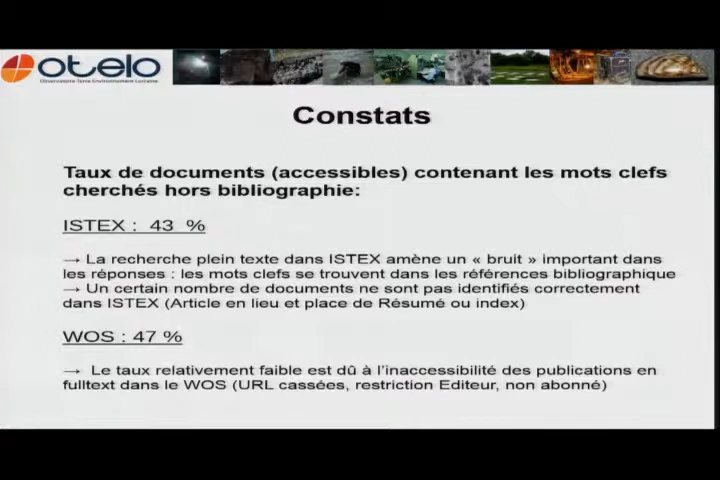 otelo
Observatoire Terre Environnement Lorraine
Constats
Taux de documents (accessibles) contenant les mots clefs
cherchés hors bibliographie:
ISTEX : 43 %
→ La recherche plein texte dans ISTEX amène un « bruit » important dans
les réponses : les mots clefs se trouvent dans les références bibliographique
→ Un certain nombre de documents ne sont pas identifiés correctement
dans ISTEX (Article en lieu et place de Résumé ou index)
WOS : 47 %
→ Le taux relativement faible est dû à l'inaccessibilité des publications en
fulltext dans le WOS (URL cassées, restriction Editeur, non abonné)